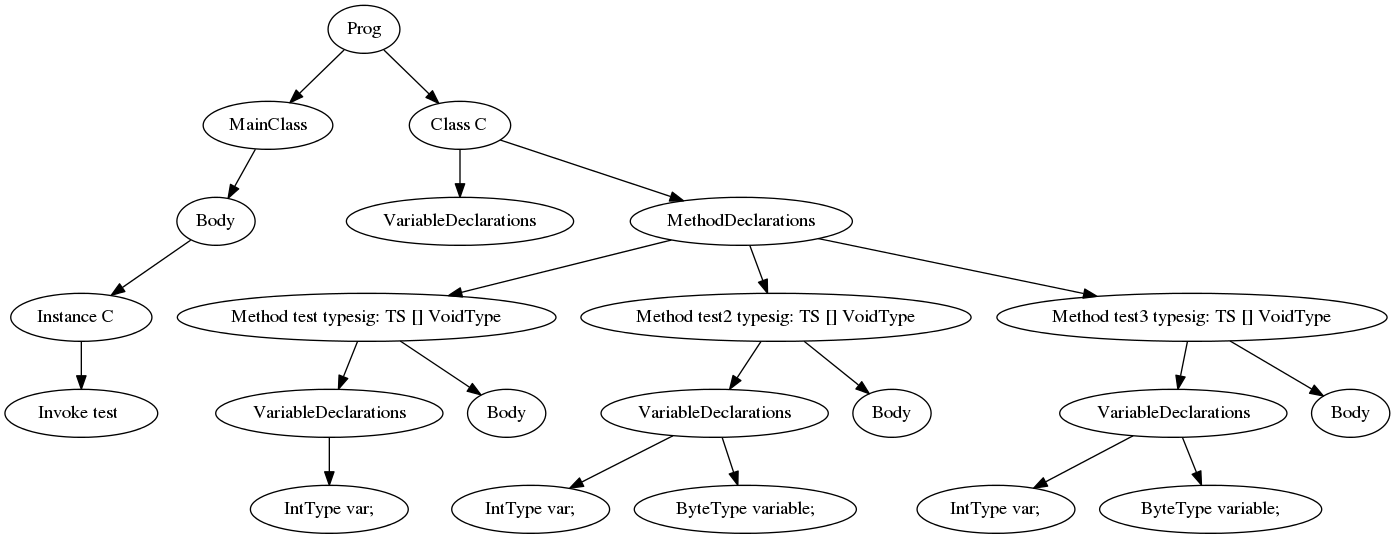 Prog
MainClass
Class C
Body
VariableDeclarations
MethodDeclarations
Instance C
Method test typesig: TS [] VoidType
Method test2 typesig: TS [] VoidType
Method test3 typesig: TS [] VoidType
Invoke test
VariableDeclarations
Body
VariableDeclarations
Body
VariableDeclarations
Body
IntType var;
IntType var;
ByteType variable;
IntType var;
ByteType variable;